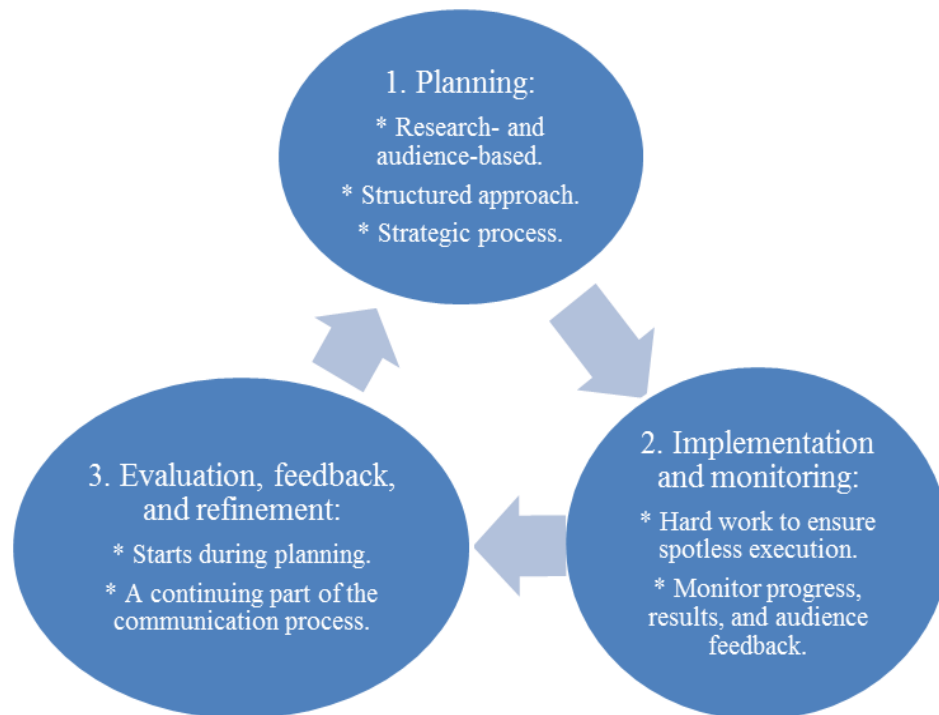 1. Planning:
* Research- and
audience-based.
* Structured approach.
* Strategic process.
2. Implementation
and monitoring:
* Hard work to ensure
spotless execution.
* Monitor progress,
results, and audience
feedback.
3. Evaluation, feedback,
and refinement:
* Starts during planning.
* A continuing part of the
communication process.